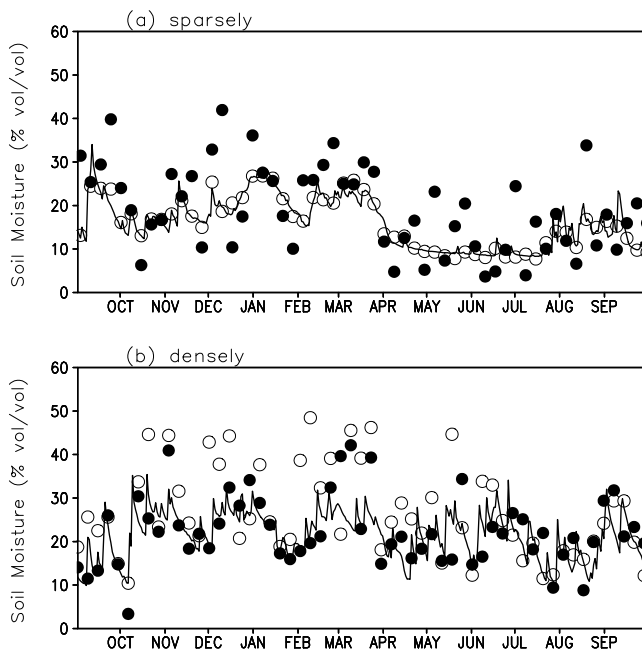 (a) sparsely
60
50
40
30
20
10
0
Soil Moisture (% vol/vol)
OCT NOV DEC JAN FEB MAR APR MAY JUN JUL AUG SEP
(b) densely
60
50
40
30
20
10
0
Soil Moisture (% vol/vol)
OCT NOV DEC JAN FEB MAR APR MAY JUN JUL AUG SEP